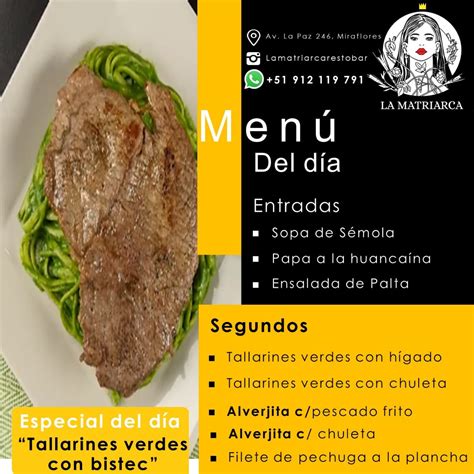 Av. La Paz 246, Miraflores
Lamatriarcarestobar
+51 912 119 791
LA MATRIARCA
Menú
Del día
Entradas
Sopa de Sémola
Papa a la huancaína
Ensalada de Palta
Segundos
Tallarines verdes con hígado
Tallarines verdes con chuleta
Alverjita c/pescado frito
Alverjita c/ chuleta
Filete de pechuga a la plancha
Especial del día
“Tallarines verdes
con bistec”